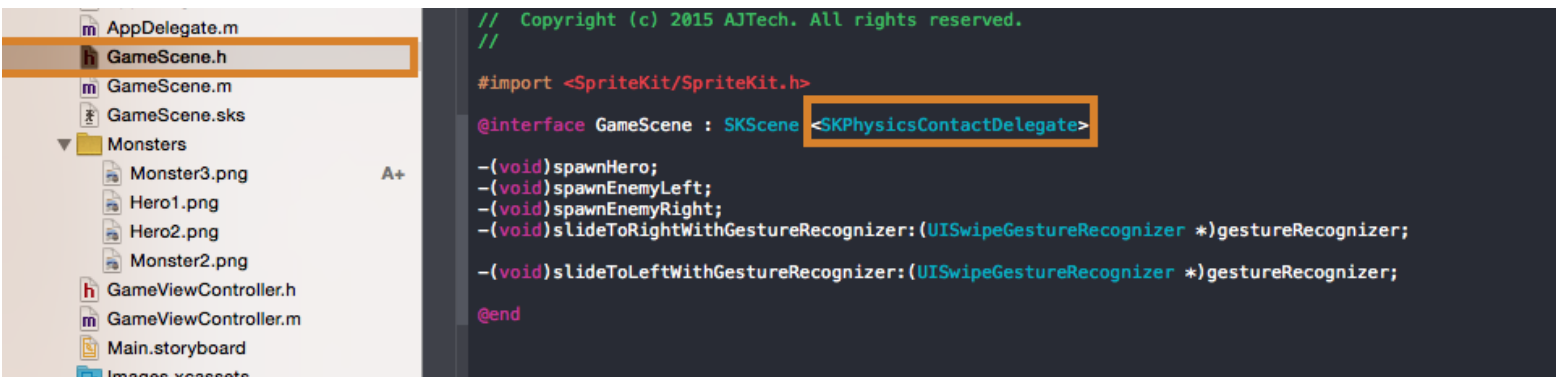 AppDelegate.m
GameScene.h
GameScene.m
GameScene.sks
Monsters
Monster3.png A+
Hero1.png
Hero2.png
Monster2.png
GameViewController.h
GameViewController.m
Main.storyboard
Images.xcassets
// Copyright (c) 2015 AJTech. All rights reserved.
//
#import <SpriteKit/SpriteKit.h>
@interface GameScene : SKScene <SKPhysicsContactDelegate>
-(void)spawnHero;
-(void)spawnEnemyLeft;
-(void)spawnEnemyRight;
-(void)slideToRightWithGestureRecognizer:(UISwipeGestureRecognizer *)gestureRecognizer;
-(void)slideToLeftWithGestureRecognizer:(UISwipeGestureRecognizer *)gestureRecognizer;
@end